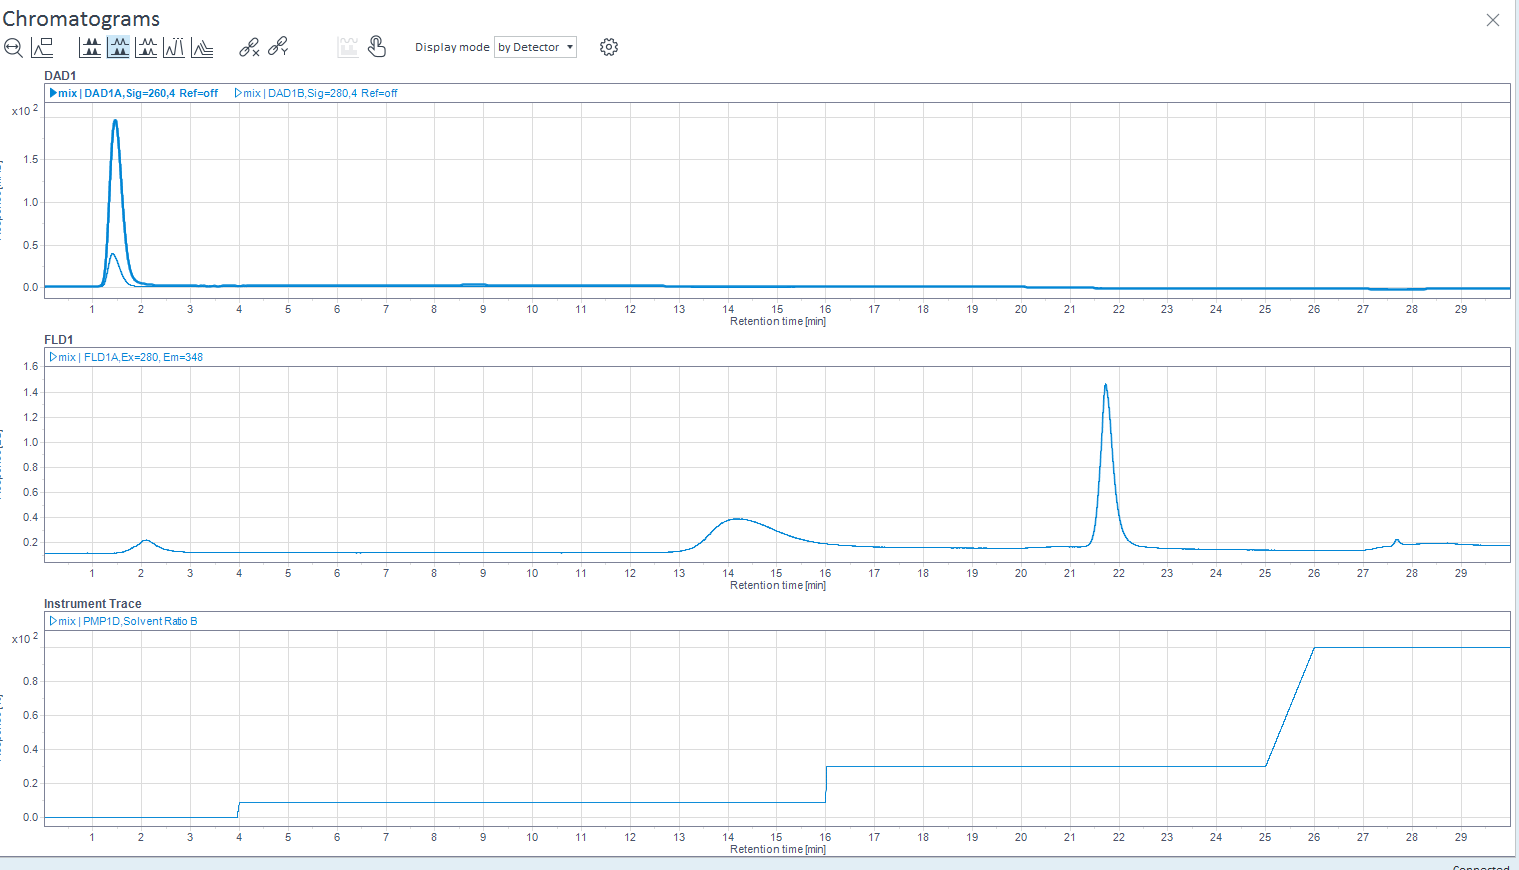 Chromatograms
Display mode by Detector
DAD1
mix | DAD1A,Sig=260,4 Ref=off mix | DAD1B,Sig=280,4 Ref=off
x10 2
1.5
1.0
0.5
0.0
1 2 3 4 5 6 7 8 9 10 11 12 13 14 15 16 17 18 19 20 21 22 23 24 25 26 27 28 29
Retention time [min]
FLD1
mix | FLD1A,Ex=280, Em=348
1.6
1.4
1.2
1.0
0.8
0.6
0.4
0.2
1 2 3 4 5 6 7 8 9 10 11 12 13 14 15 16 17 18 19 20 21 22 23 24 25 26 27 28 29
Retention time [min]
Instrument Trace
mix | PMP1D,Solvent Ratio B
x10 2
0.8
0.6
0.4
0.2
0.0
1 2 3 4 5 6 7 8 9 10 11 12 13 14 15 16 17 18 19 20 21 22 23 24 25 26 27 28 29
Retention time [min]
Connected